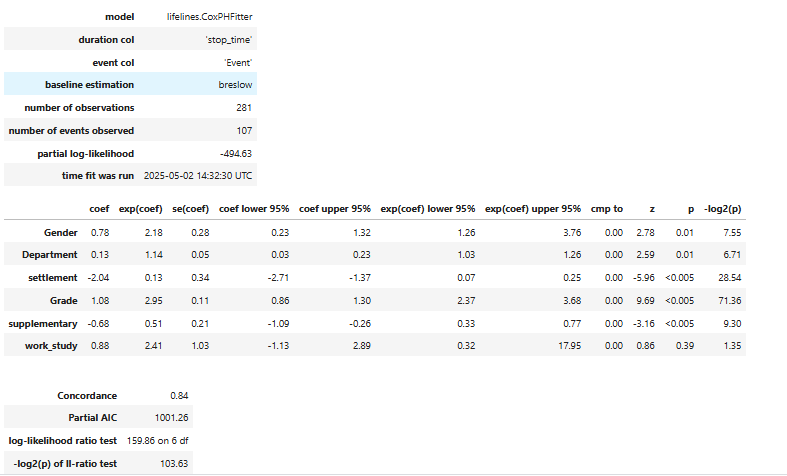 model lifelines.CoxPHFitter
duration col 'stop_time'
event col 'Event'
baseline estimation breslow
number of observations 281
number of events observed 107
partial log-likelihood -494.63
time fit was run 2025-05-02 14:32:30 UTC
coef exp(coef) se(coef) coef lower 95% coef upper 95% exp(coef) lower 95% exp(coef) upper 95% cmp to z p -log2(p)
Gender 0.78 2.18 0.28 0.23 1.32 1.26 3.76 0.00 2.78 0.01 7.55
Department 0.13 1.14 0.05 0.03 0.23 1.03 1.26 0.00 2.59 0.01 6.71
settlement -2.04 0.13 0.34 -2.71 -1.37 0.07 0.25 0.00 -5.96 <0.005 28.54
Grade 1.08 2.95 0.11 0.86 1.30 2.37 3.68 0.00 9.69 <0.005 71.36
supplementary -0.68 0.51 0.21 -1.09 -0.26 0.33 0.77 0.00 -3.16 <0.005 9.30
work_study 0.88 2.41 1.03 -1.13 2.89 0.32 17.95 0.00 0.86 0.39 1.35
Concordance 0.84
Partial AIC 1001.26
log-likelihood ratio test 159.86 on 6 df
-log2(p) of ll-ratio test 103.63